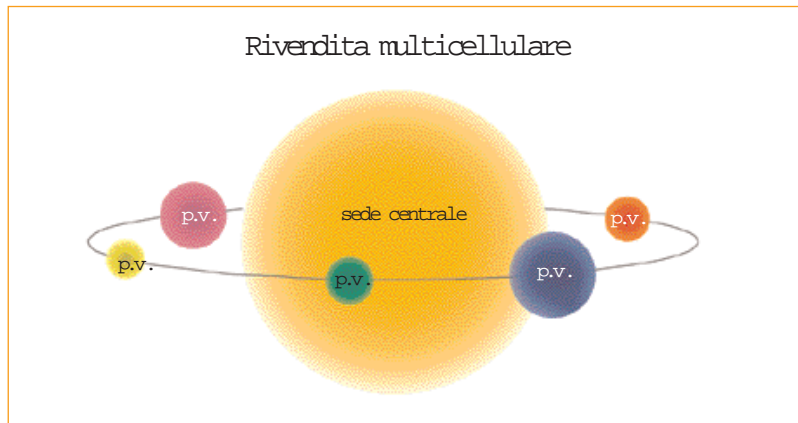 Rivendita multicellulare
sede centrale
p.v.
p.v.
p.v.
p.v.
p.v.